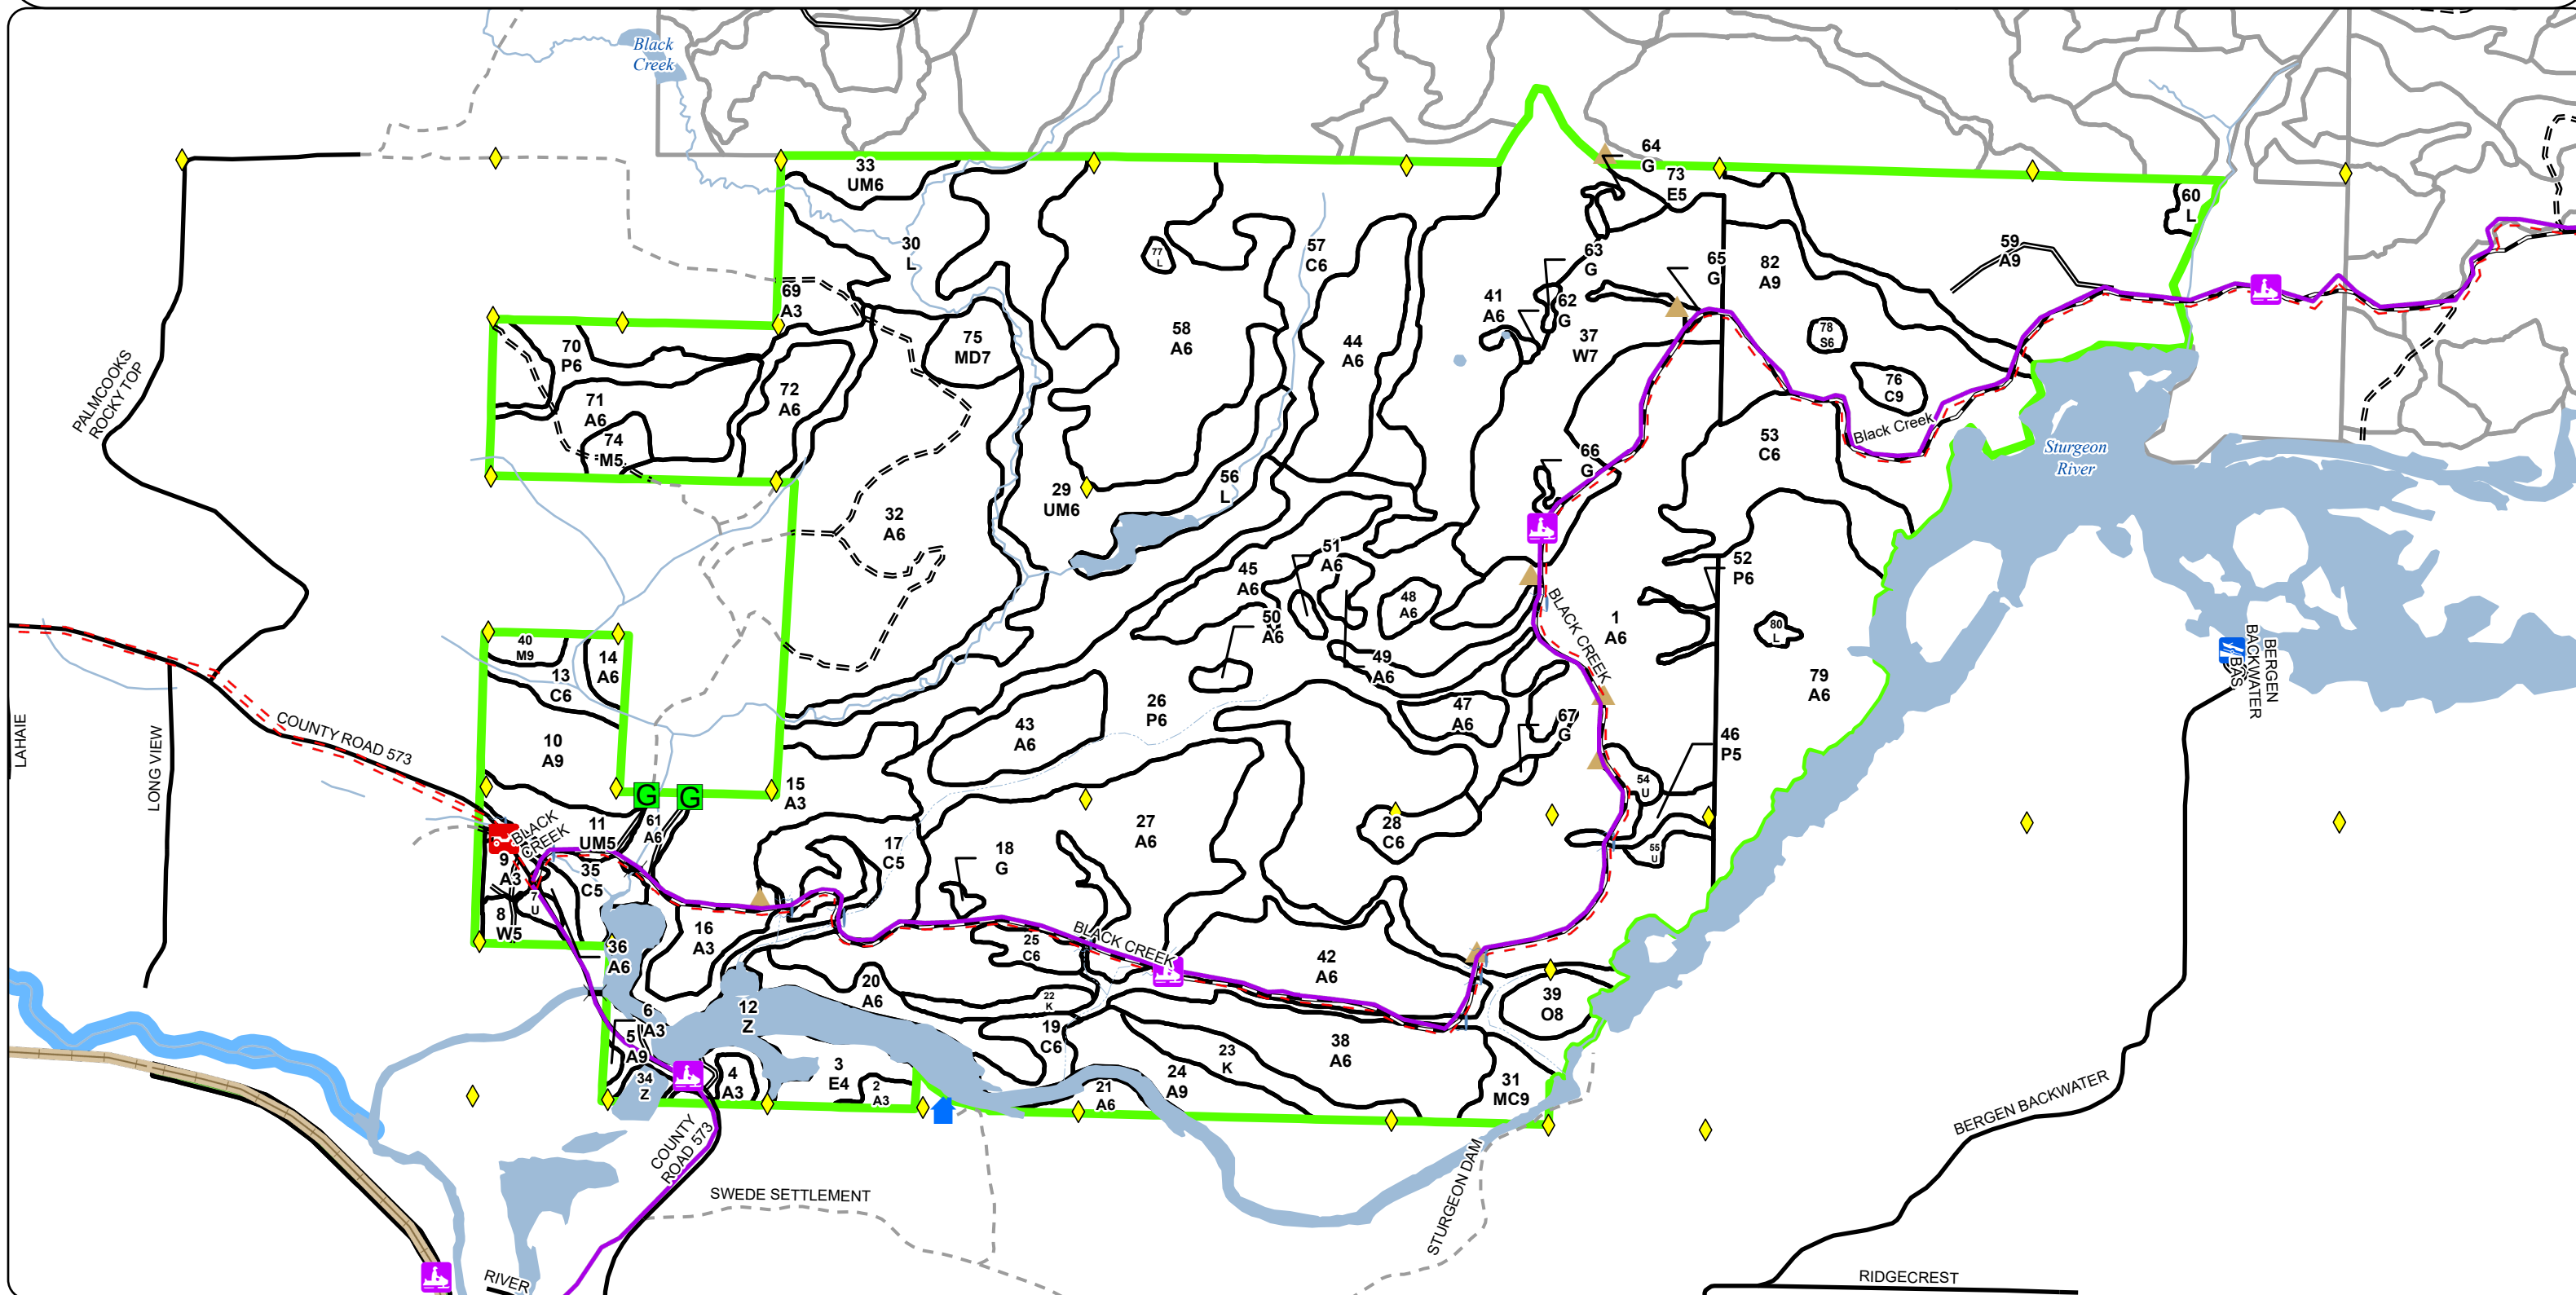 Black
Creek
64
G
33
UM6
73
E5
60
L
30
L
77
L
57
C6
63
G
65
G
82
A9
59
A9
69
A3
41
A6
62
G
70
P6
75
MD7
58
A6
44
A6
37
W7
78
S6
PALMCOOKS
ROCKY TOP
71
A6
72
A6
76
C9
Black Creek
74
M5
53
C6
Sturgeon
River
66
G
29
UM6
56
L
32
A6
51
A6
45
A6
52
P6
48
A6
BLACK CREEK
1
A6
50
A6
80
L
40
M9
14
A6
13
C6
49
A6
79
A6
BERGEN
BACKWATER
BAS
LAHAIE
LONG VIEW
COUNTY ROAD 573
43
A6
26
P6
47
A6
67
G
46
P5
10
A9
15
A3
54
U
G
G
BLACK
CREEK
11
UM5
61
A6
17
C5
18
G
27
A6
28
C6
55
U
9
A3
35
C5
7
U
8
W5
36
A6
16
A3
25
C6
BLACK CREEK
42
A6
20
A6
22
K
39
O8
6
A3
12
Z
5
A9
19
C6
38
A6
23
K
34
Z
4
A3
3
E4
2
A3
21
A6
24
A9
31
MC9
COUNTY
ROAD 573
STURGEON DAM
BERGEN BACKWATER
SWEDE SETTLEMENT
RIVER
RIDGECREST